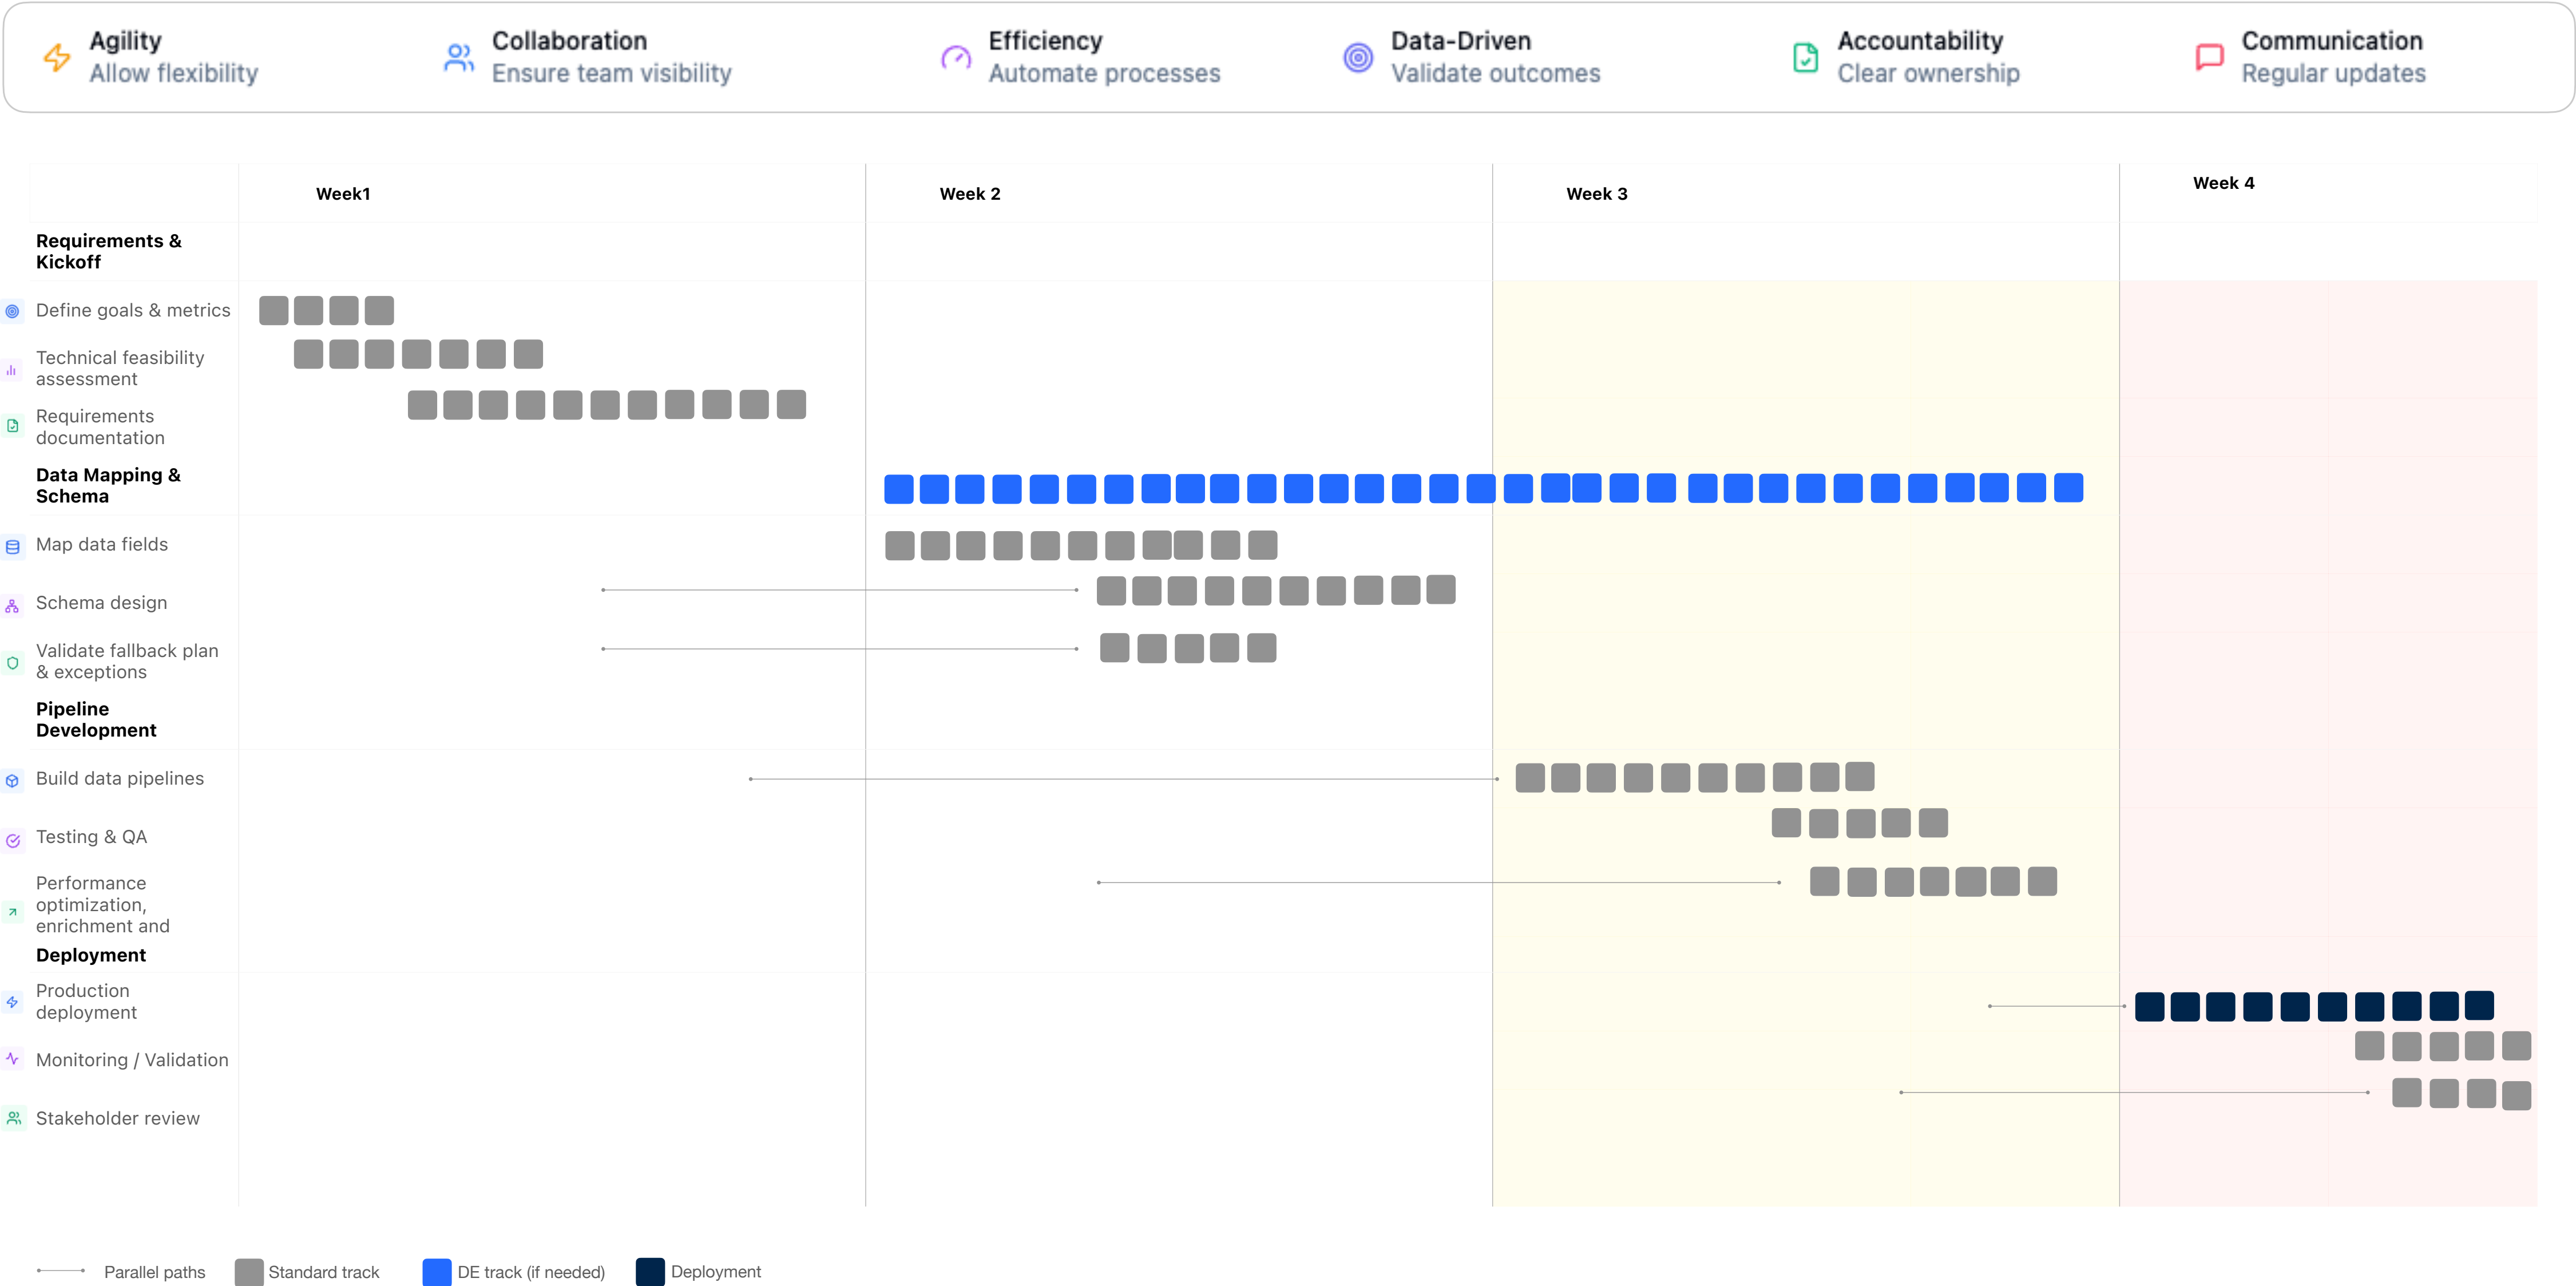 Agility
Allow flexibility
Collaboration
Ensure team visibility
Efficiency
Automate processes
Data-Driven
Validate outcomes
Accountability
Clear ownership
Communication
Regular updates
Week1
Week 2
Week 3
Week 4
Requirements &
Kickoff
Define goals & metrics
Technical feasibility
assessment
Requirements
documentation
Data Mapping &
Schema
Map data fields
Schema design
Validate fallback plan
& exceptions
Pipeline
Development
Build data pipelines
Testing & QA
Performance
optimization,
enrichment and
Deployment
Production
deployment
Monitoring / Validation
Stakeholder review
Parallel paths
Standard track
DE track (if needed)
Deployment